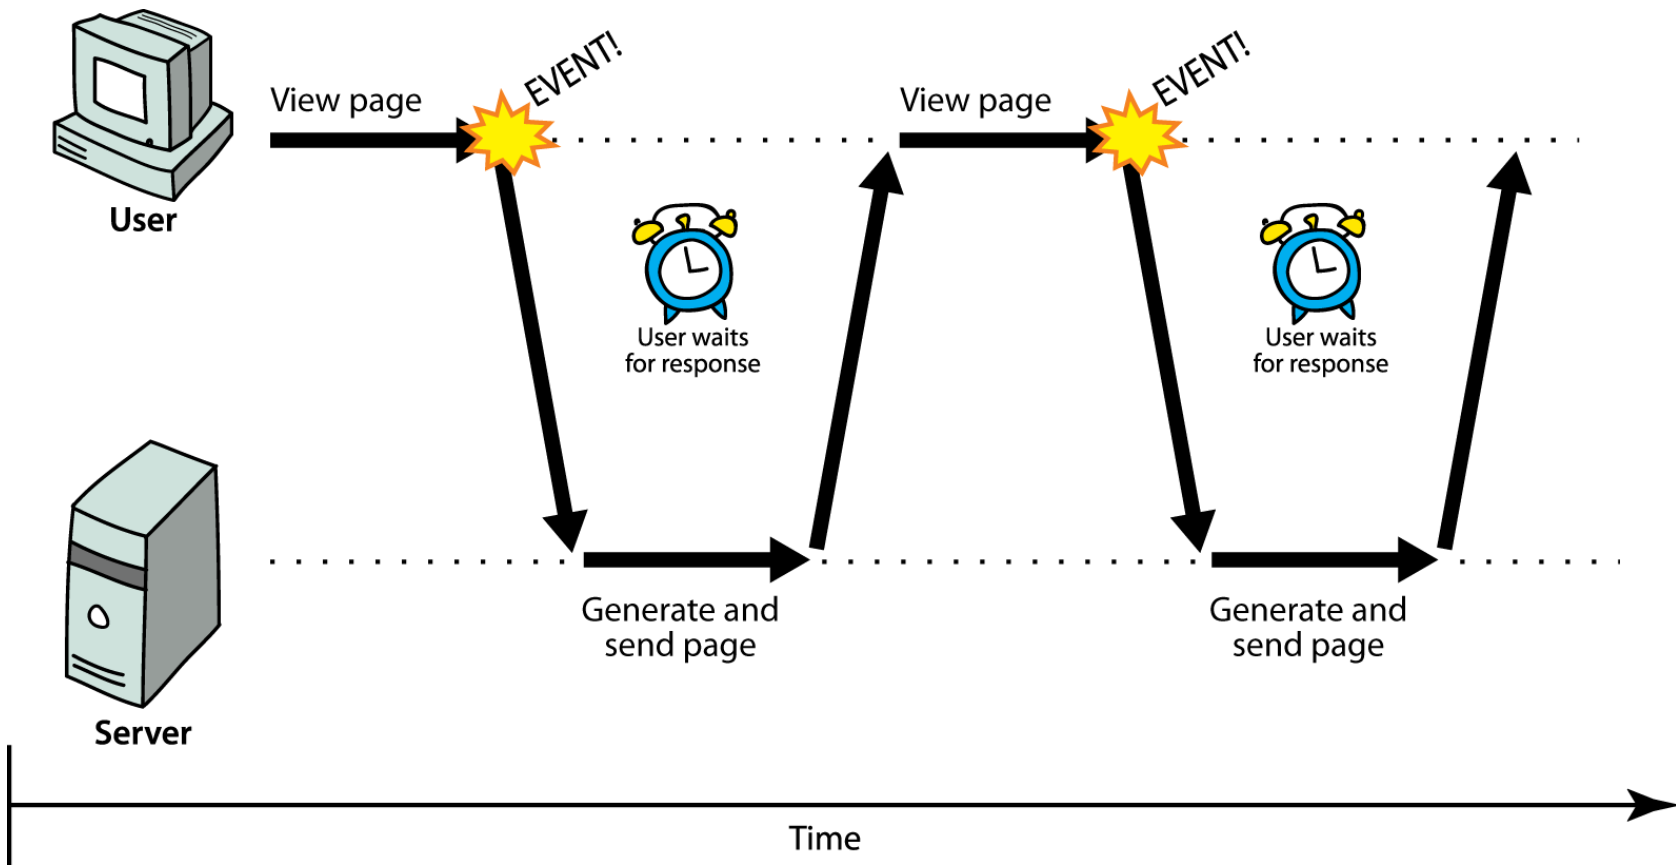 View page
EVENT!
View page
EVENT!
User
User waits
for response
User waits
for response
Generate and
send page
Generate and
send page
Server
Time